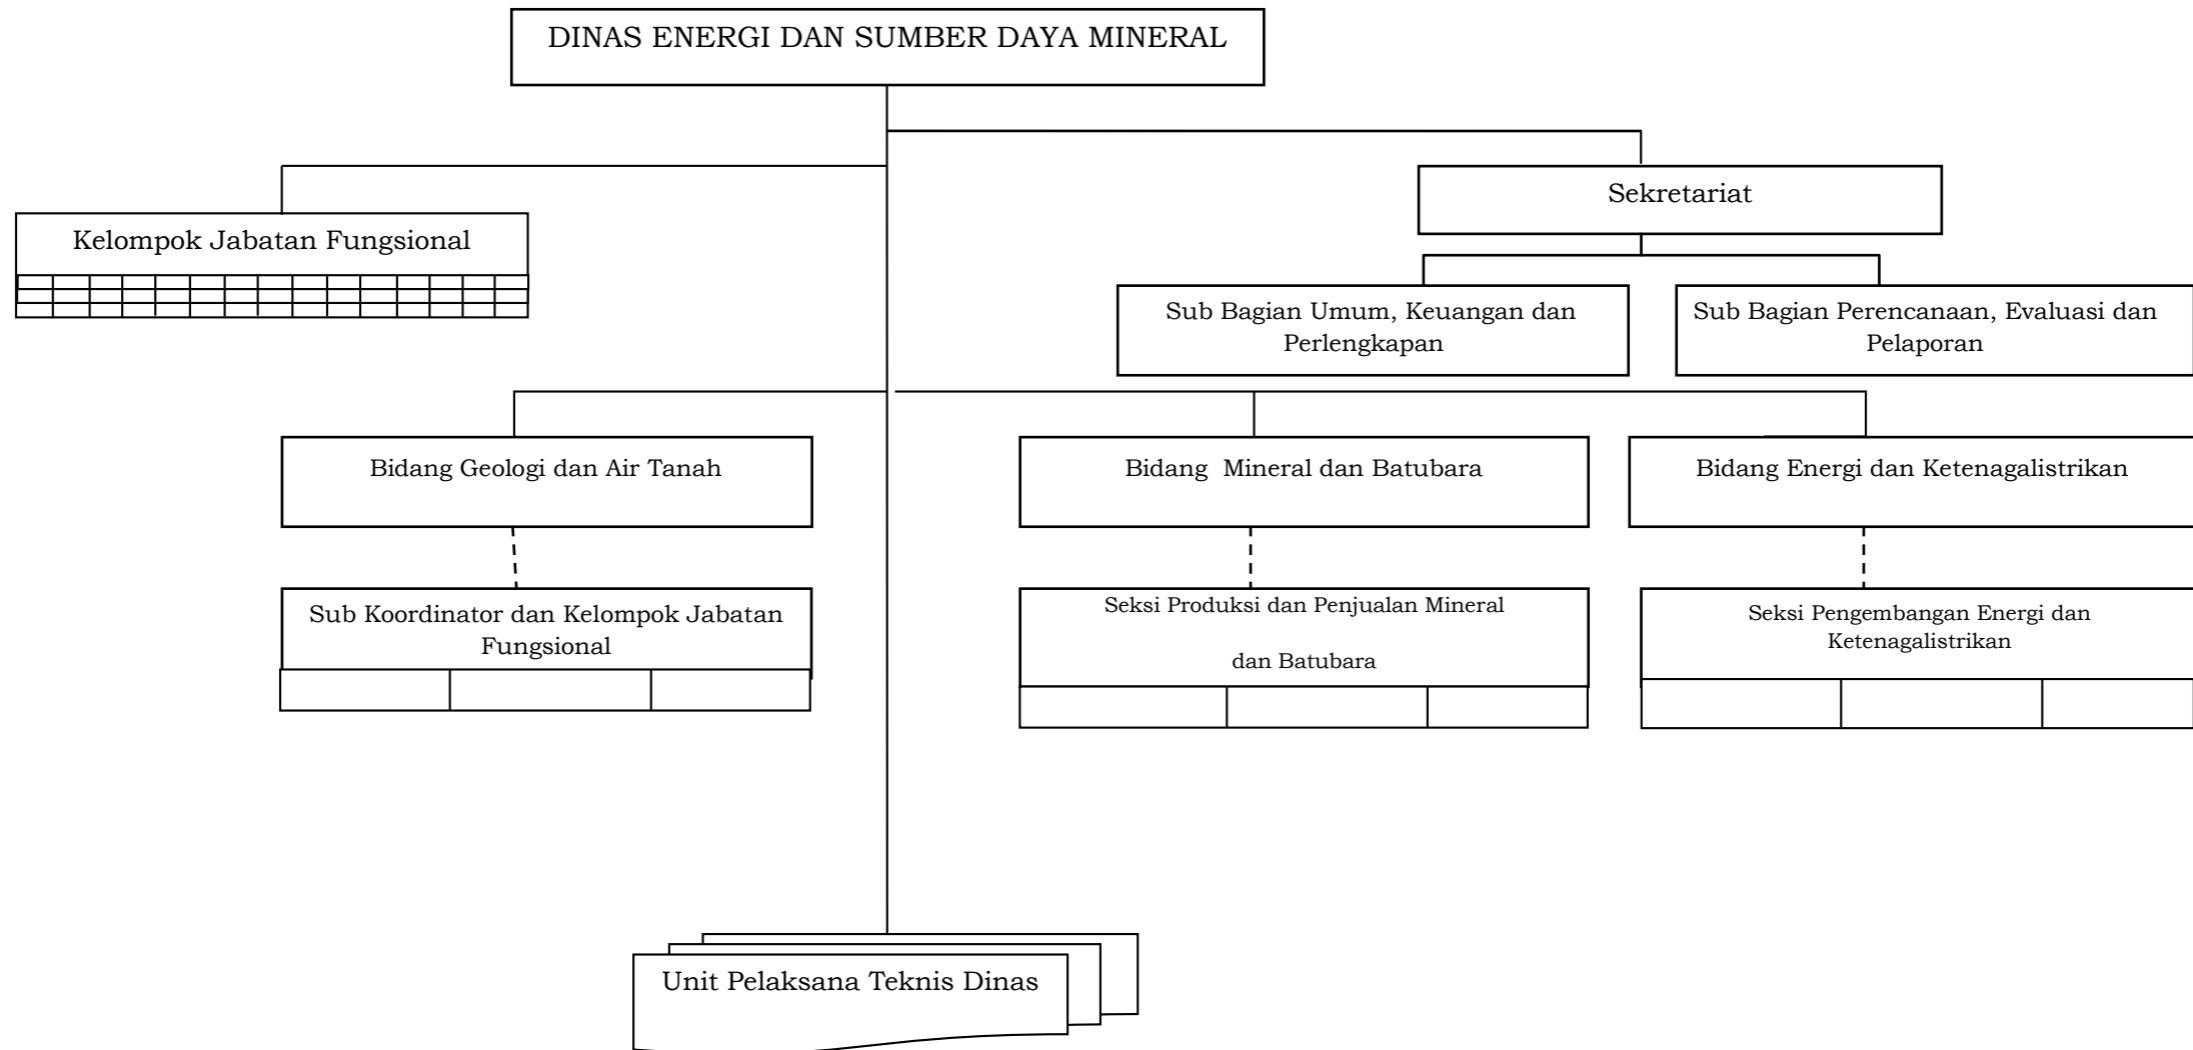 DINAS ENERGI DAN SUMBER DAYA MINERAL
Sekretariat
Kelompok Jabatan Fungsional
Sub Bagian Umum, Keuangan dan
Perlengkapan
Sub Bagian Perencanaan, Evaluasi dan
Pelaporan
Bidang Geologi dan Air Tanah
Bidang  Mineral dan Batubara
Bidang Energi dan Ketenagalistrikan
Sub Koordinator dan Kelompok Jabatan
Fungsional
Seksi Produksi dan Penjualan Mineral
dan Batubara
Seksi Pengembangan Energi dan
Ketenagalistrikan
Unit Pelaksana Teknis Dinas